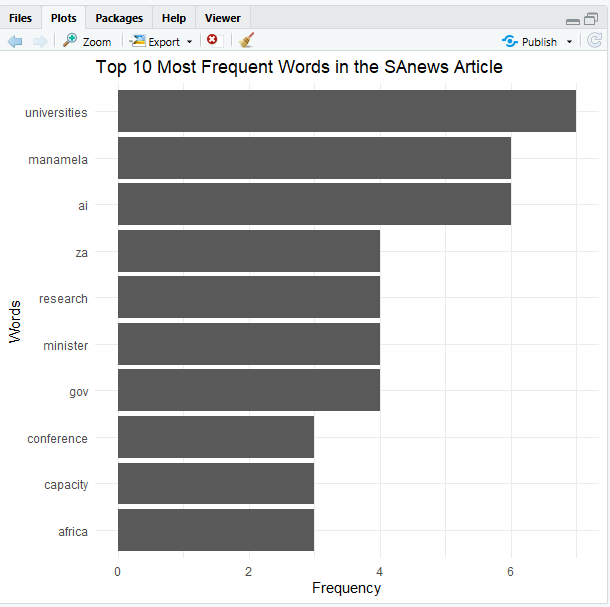 Files Plots Packages Help Viewer
Zoom Export Publish
Top 10 Most Frequent Words in the SAnews Article
universities
manamela
ai
za
research
minister
gov
conference
capacity
africa
Words
0 2 4 6
Frequency